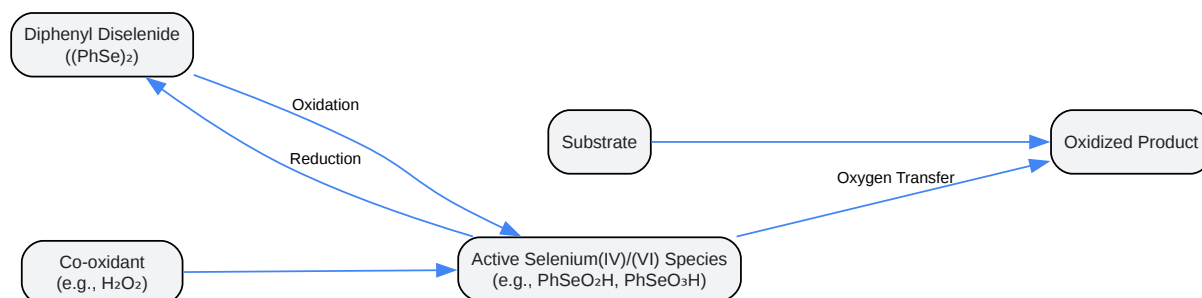 Diphenyl Diselenide
((PhSe)₂)
Oxidation
Reduction
Substrate
Oxidized Product
Oxygen Transfer
Co-oxidant
(e.g., H₂O₂)
Active Selenium(IV)/(VI) Species
(e.g., PhSeO₂H, PhSeO₃H)